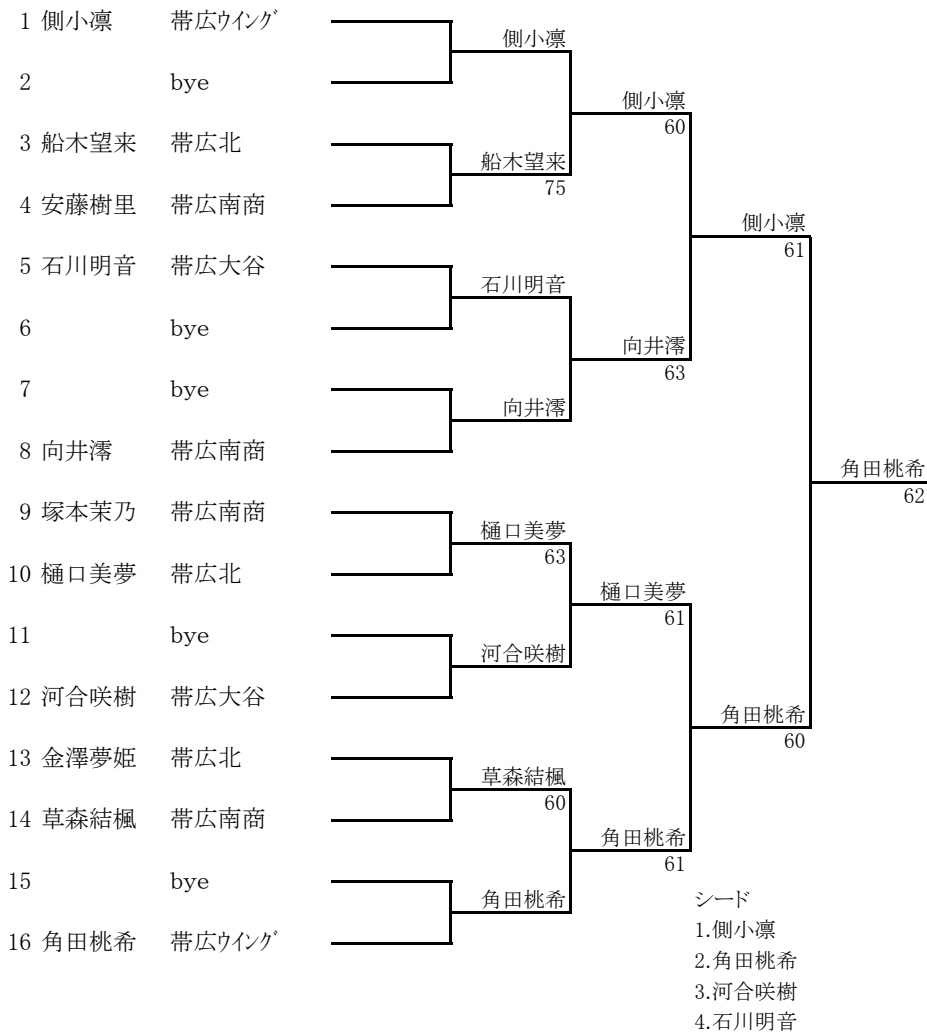 1 側小凛 帯広ウイング
側小凛
2 bye
側小凛
60
3 船木望来 帯広北
船木望来
75
4 安藤樹里 帯広南商
側小凛
61
5 石川明音 帯広大谷
石川明音
6 bye
向井澪
63
7 bye
向井澪
8 向井澪 帯広南商
角田桃希
62
9 塚本茉乃 帯広南商
樋口美夢
63
10 樋口美夢 帯広北
樋口美夢
61
11 bye
河合咲樹
12 河合咲樹 帯広大谷
角田桃希
60
13 金澤夢姫 帯広北
草森結楓
60
14 草森結楓 帯広南商
角田桃希
61
15 bye
角田桃希
16 角田桃希 帯広ウイング
シード
1.側小凛
2.角田桃希
3.河合咲樹
4.石川明音